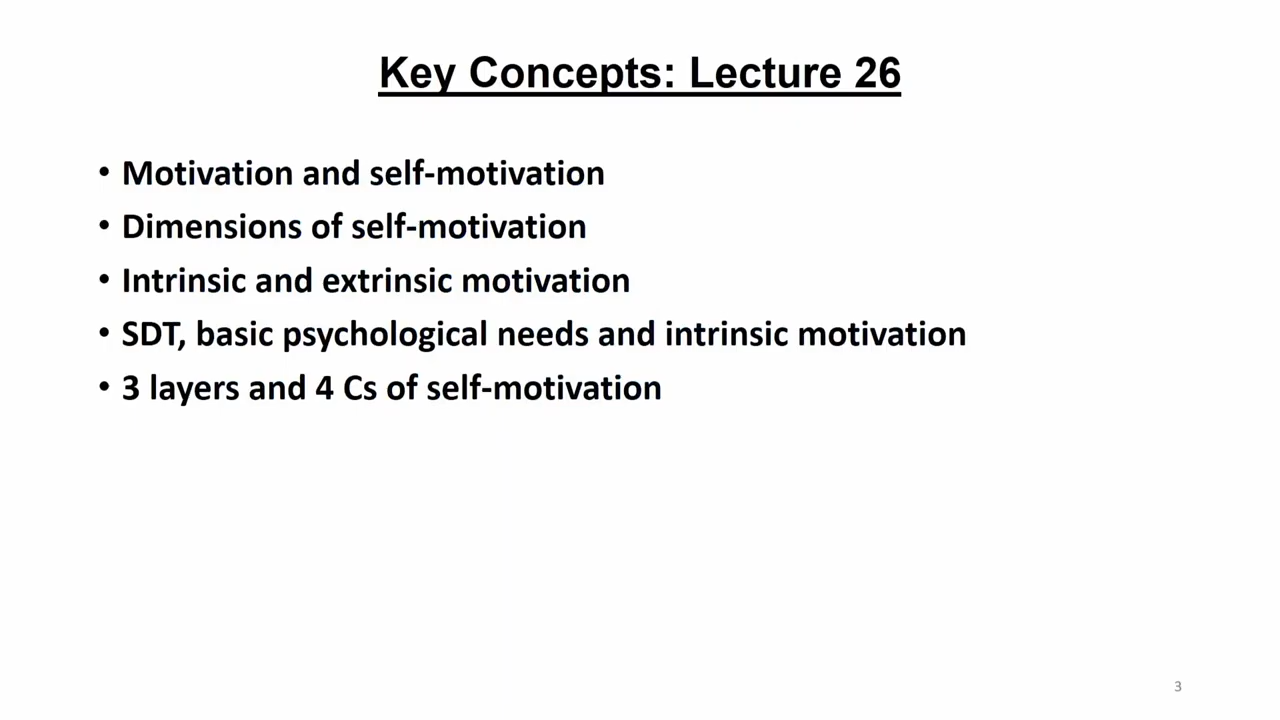 Key Concepts: Lecture 26
• Motivation and self-motivation
• Dimensions of self-motivation
• Intrinsic and extrinsic motivation
• SDT, basic psychological needs and intrinsic motivation
• 3 layers and 4 Cs of self-motivation
3